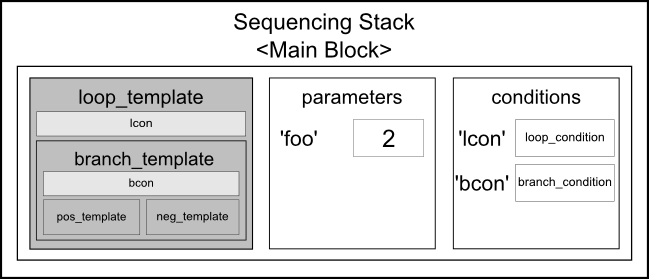 Sequencing Stack
<Main Block>
loop_template
lcon
branch_template
bcon
pos_template
neg_template
parameters
'foo'
2
conditions
'lcon'
loop_condition
'bcon'
branch_condition